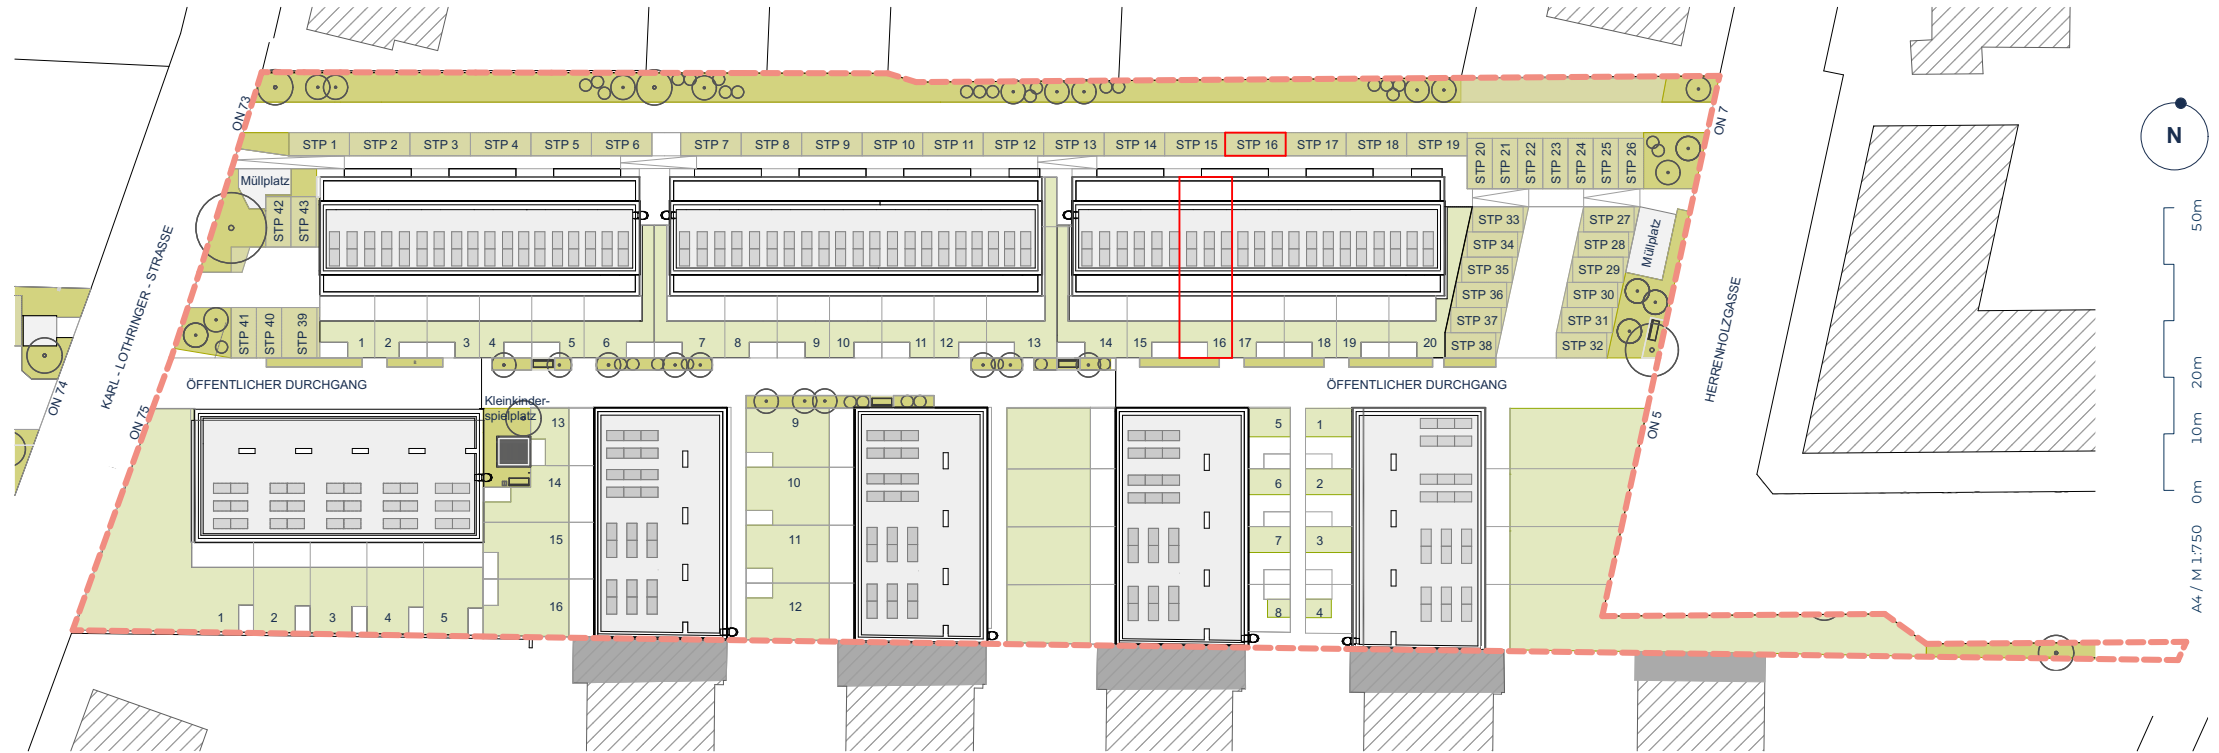 ON 73
ON 7
STP 1 STP 2 STP 3 STP 4 STP 5 STP 6 STP 7 STP 8 STP 9 STP 10 STP 11 STP 12 STP 13 STP 14 STP 15 STP 16 STP 17 STP 18 STP 19
STP 20
STP 21
STP 22
STP 23
STP 24
STP 25
STP 26
N
Müllplatz
STP 42
STP 43
STP 33 STP 27
STP 34 STP 28
STP 35 STP 29
STP 36 STP 30
STP 37 STP 31
STP 38 STP 32
Müllplatz
STP 41
STP 40
STP 39
1 2 3 4 5 6 7 8 9 10 11 12 13 14 15 16 17 18 19 20
KARL - LOTHRINGER - STRASSE
HERRENHOLZGASSE
ÖFFENTLICHER DURCHGANG
ÖFFENTLICHER DURCHGANG
ON 74
ON 75
ON 5
Kleinkinder-
spielplatz
13 9 5 1
14 10 6 2
15 11 7 3
16 12 8 4
1 2 3 4 5
50m
20m
10m
0m
A4 / M 1:750